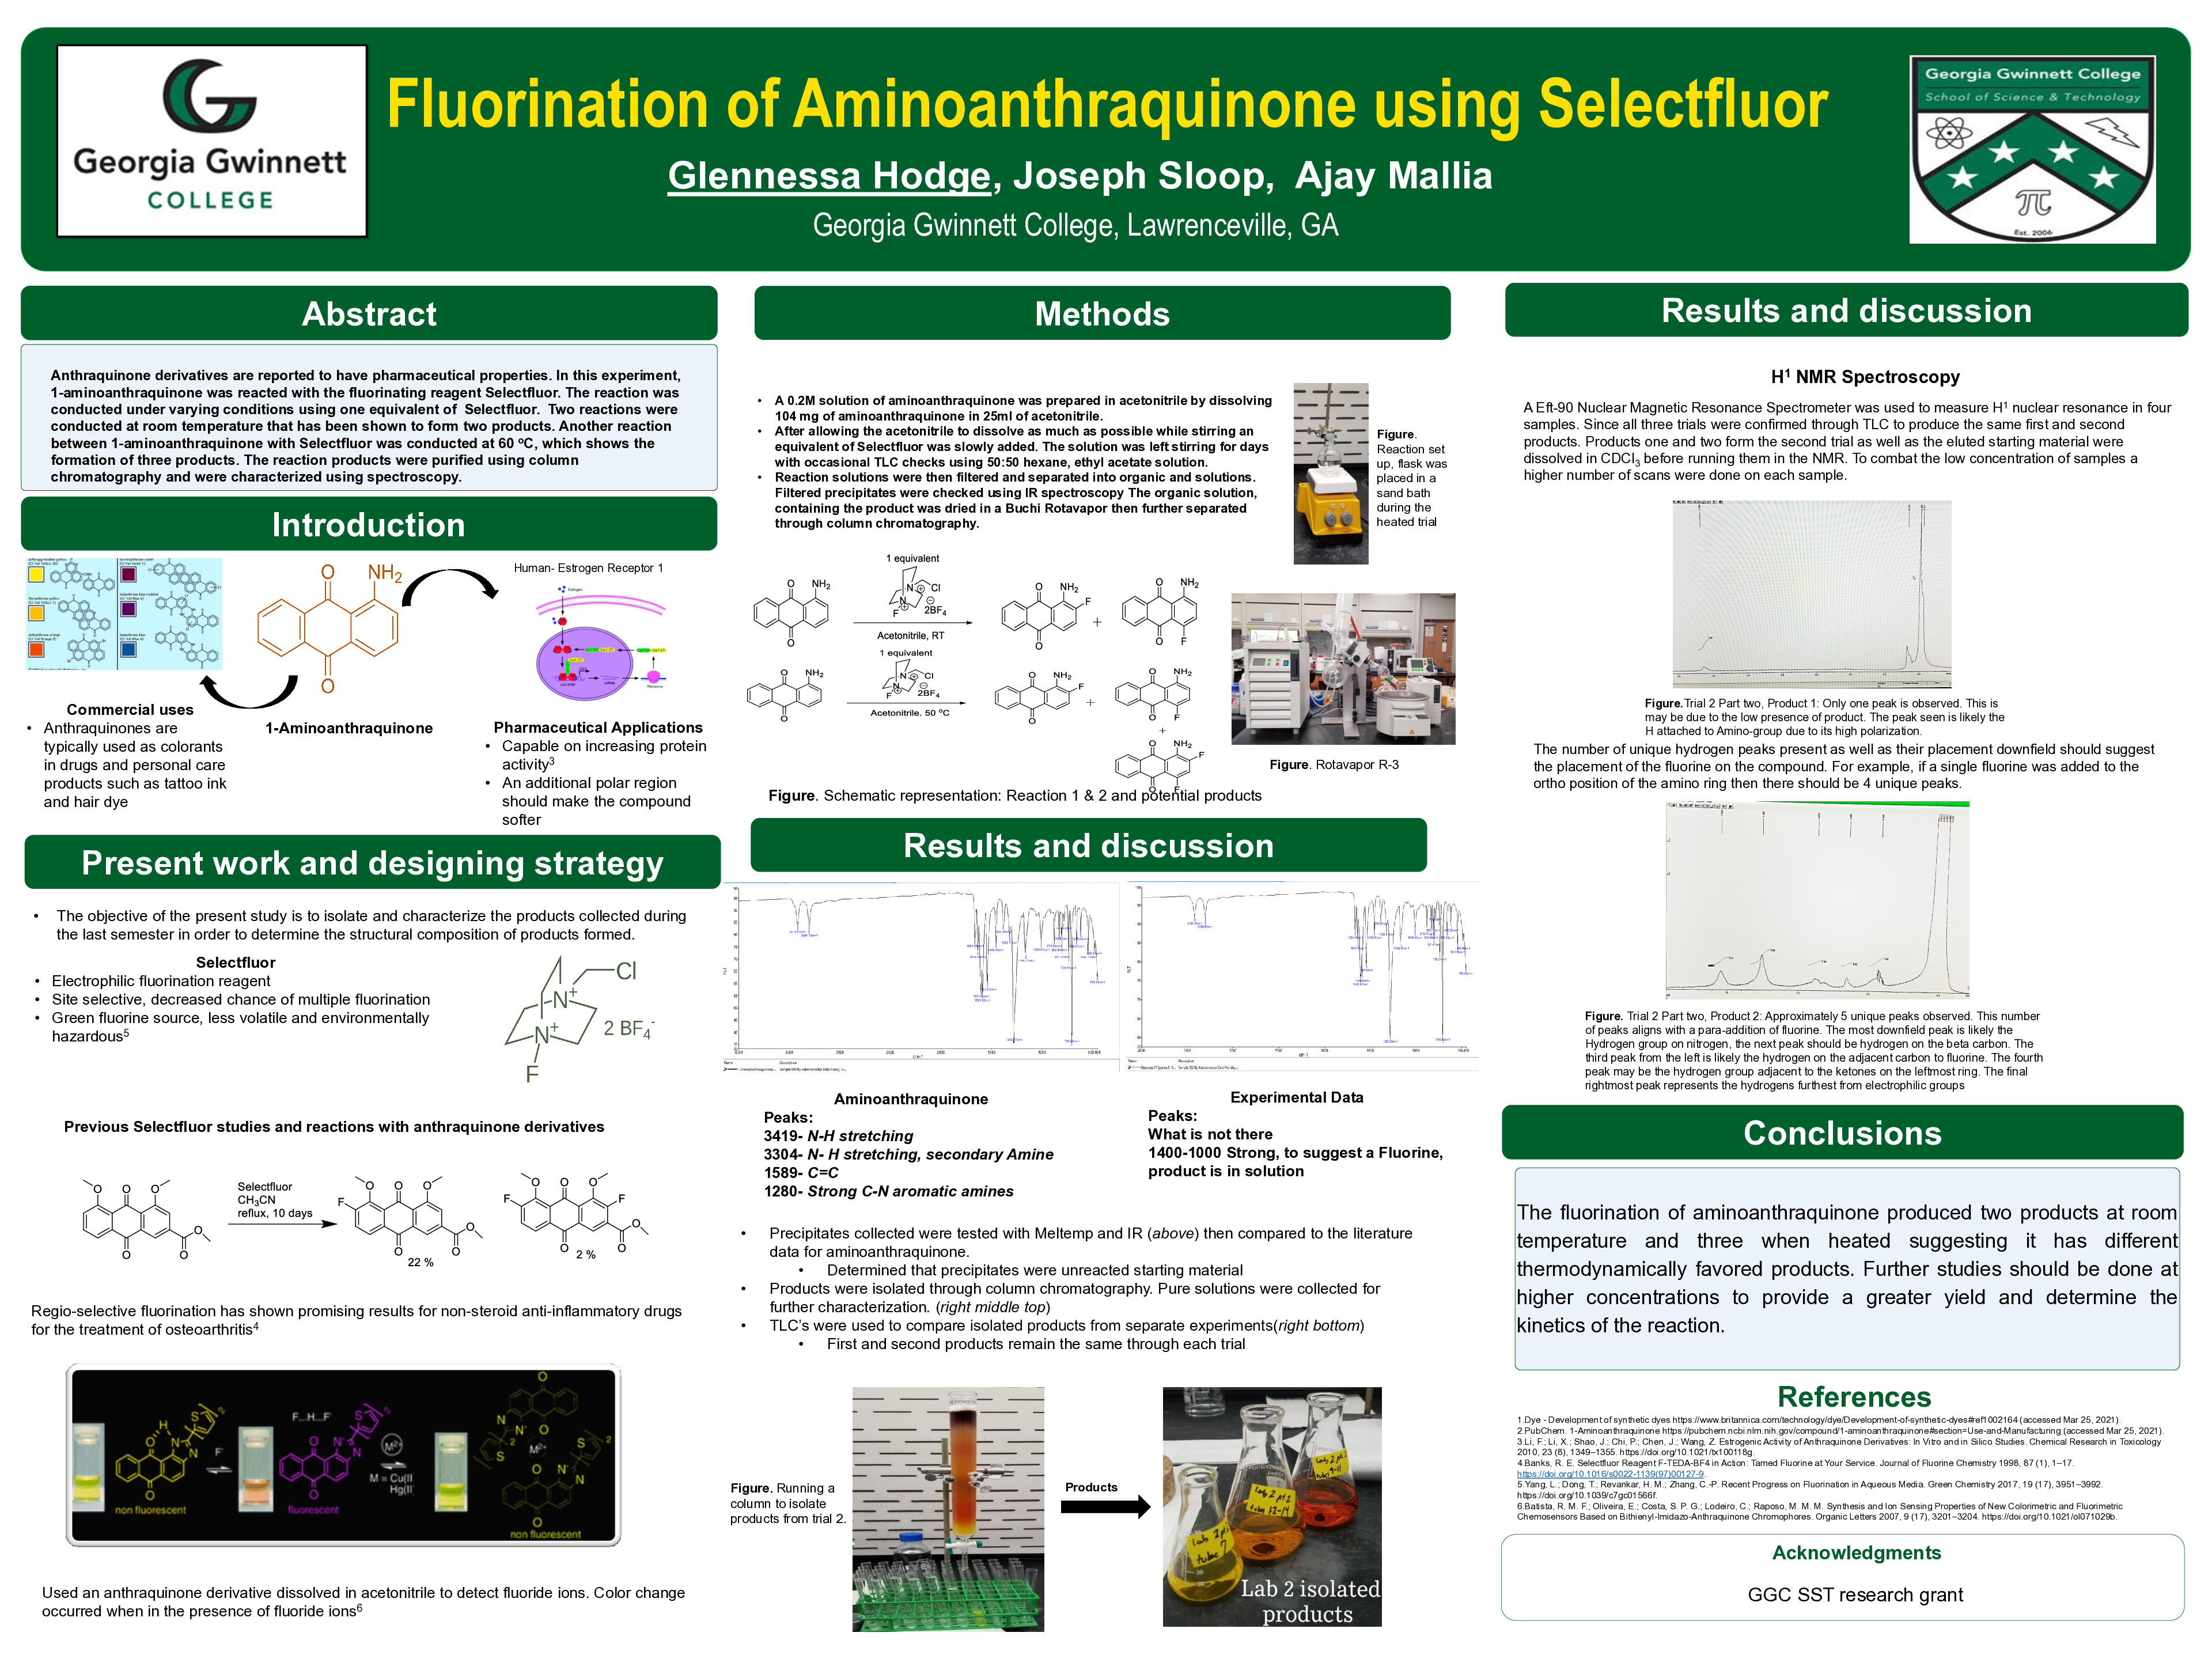 Georgia Gwinnett
COLLEGE
Fluorination of Aminoanthraquinone using Selectfluor
Glennessa Hodge, Joseph Sloop, Ajay Mallia
Georgia Gwinnett College, Lawrenceville, GA
Georgia Gwinnett College
School of Science & Technology
Est. 2006
Abstract
Anthraquinone derivatives are reported to have pharmaceutical properties. In this experiment,
1-aminoanthraquinone was reacted with the fluorinating reagent Selectfluor. The reaction was
conducted under varying conditions using one equivalent of Selectfluor. Two reactions were
conducted at room temperature that has been shown to form two products. Another reaction
between 1-aminoanthraquinone with Selectfluor was conducted at 60 ºC, which shows the
formation of three products. The reaction products were purified using column
chromatography and were characterized using spectroscopy.
Introduction
O NH₂
O
Human- Estrogen Receptor 1
Estrogen
Commercial uses
• Anthraquinones are
typically used as colorants
in drugs and personal care
products such as tattoo ink
and hair dye
1-Aminoanthraquinone
Pharmaceutical Applications
• Capable on increasing protein
activity³
• An additional polar region
should make the compound
softer
Present work and designing strategy
• The objective of the present study is to isolate and characterize the products collected during
the last semester in order to determine the structural composition of products formed.
Selectfluor
• Electrophilic fluorination reagent
• Site selective, decreased chance of multiple fluorination
• Green fluorine source, less volatile and environmentally
hazardous⁵
Cl
N⁺
N⁺ 2 BF₄⁻
F
Previous Selectfluor studies and reactions with anthraquinone derivatives
Selectfluor
CH₃CN
reflux, 10 days
22 %
2 %
Regio-selective fluorination has shown promising results for non-steroid anti-inflammatory drugs
for the treatment of osteoarthritis⁴
F...H...F⁻
F⁻
M²⁺
M = Cu(II
Hg(II
non fluorescent
fluorescent
M²⁺
non fluorescent
Used an anthraquinone derivative dissolved in acetonitrile to detect fluoride ions. Color change
occurred when in the presence of fluoride ions⁶
Methods
• A 0.2M solution of aminoanthraquinone was prepared in acetonitrile by dissolving
104 mg of aminoanthraquinone in 25ml of acetonitrile.
• After allowing the acetonitrile to dissolve as much as possible while stirring an
equivalent of Selectfluor was slowly added. The solution was left stirring for days
with occasional TLC checks using 50:50 hexane, ethyl acetate solution.
• Reaction solutions were then filtered and separated into organic and solutions.
Filtered precipitates were checked using IR spectroscopy The organic solution,
containing the product was dried in a Buchi Rotavapor then further separated
through column chromatography.
Figure.
Reaction set
up, flask was
placed in a
sand bath
during the
heated trial
1 equivalent
Cl
2BF₄
Acetonitrile, RT
1 equivalent
Cl
2BF₄
Acetonitrile. 50 ºC
Figure. Rotavapor R-3
Figure. Schematic representation: Reaction 1 & 2 and potential products
Results and discussion
Aminoanthraquinone
Peaks:
3419- N-H stretching
3304- N- H stretching, secondary Amine
1589- C=C
1280- Strong C-N aromatic amines
Experimental Data
Peaks:
What is not there
1400-1000 Strong, to suggest a Fluorine,
product is in solution
• Precipitates collected were tested with Meltemp and IR (above) then compared to the literature
data for aminoanthraquinone.
• Determined that precipitates were unreacted starting material
• Products were isolated through column chromatography. Pure solutions were collected for
further characterization. (right middle top)
• TLC's were used to compare isolated products from separate experiments(right bottom)
• First and second products remain the same through each trial
Figure. Running a
column to isolate
products from trial 2.
Products
Lab 2 pt 2
tube 7
Lab 2 pt 2
tube 12-14
Lab 2 isolated
products
Results and discussion
H¹ NMR Spectroscopy
A Eft-90 Nuclear Magnetic Resonance Spectrometer was used to measure H¹ nuclear resonance in four
samples. Since all three trials were confirmed through TLC to produce the same first and second
products. Products one and two form the second trial as well as the eluted starting material were
dissolved in CDCl₃ before running them in the NMR. To combat the low concentration of samples a
higher number of scans were done on each sample.
Figure.Trial 2 Part two, Product 1: Only one peak is observed. This is
may be due to the low presence of product. The peak seen is likely the
H attached to Amino-group due to its high polarization.
The number of unique hydrogen peaks present as well as their placement downfield should suggest
the placement of the fluorine on the compound. For example, if a single fluorine was added to the
ortho position of the amino ring then there should be 4 unique peaks.
Figure. Trial 2 Part two, Product 2: Approximately 5 unique peaks observed. This number
of peaks aligns with a para-addition of fluorine. The most downfield peak is likely the
Hydrogen group on nitrogen, the next peak should be hydrogen on the beta carbon. The
third peak from the left is likely the hydrogen on the adjacent carbon to fluorine. The fourth
peak may be the hydrogen group adjacent to the ketones on the leftmost ring. The final
rightmost peak represents the hydrogens furthest from electrophilic groups
Conclusions
The fluorination of aminoanthraquinone produced two products at room
temperature and three when heated suggesting it has different
thermodynamically favored products. Further studies should be done at
higher concentrations to provide a greater yield and determine the
kinetics of the reaction.
References
1.Dye - Development of synthetic dyes https://www.britannica.com/technology/dye/Development-of-synthetic-dyes#ref1002164 (accessed Mar 25, 2021).
2.PubChem. 1-Aminoanthraquinone https://pubchem.ncbi.nlm.nih.gov/compound/1-aminoanthraquinone#section=Use-and-Manufacturing (accessed Mar 25, 2021).
3.Li, F.; Li, X.; Shao, J.; Chi, P.; Chen, J.; Wang, Z. Estrogenic Activity of Anthraquinone Derivatives: In Vitro and in Silico Studies. Chemical Research in Toxicology
2010, 23 (8), 1349–1355. https://doi.org/10.1021/tx100118g.
4.Banks, R. E. Selectfluor Reagent F-TEDA-BF4 in Action: Tamed Fluorine at Your Service. Journal of Fluorine Chemistry 1998, 87 (1), 1–17.
https://doi.org/10.1016/s0022-1139(97)00127-9.
5.Yang, L.; Dong, T.; Revankar, H. M.; Zhang, C.-P. Recent Progress on Fluorination in Aqueous Media. Green Chemistry 2017, 19 (17), 3951–3992.
https://doi.org/10.1039/c7gc01566f.
6.Batista, R. M. F.; Oliveira, E.; Costa, S. P. G.; Lodeiro, C.; Raposo, M. M. M. Synthesis and Ion Sensing Properties of New Colorimetric and Fluorimetric
Chemosensors Based on Bithienyl-Imidazo-Anthraquinone Chromophores. Organic Letters 2007, 9 (17), 3201–3204. https://doi.org/10.1021/ol071029b.
Acknowledgments
GGC SST research grant